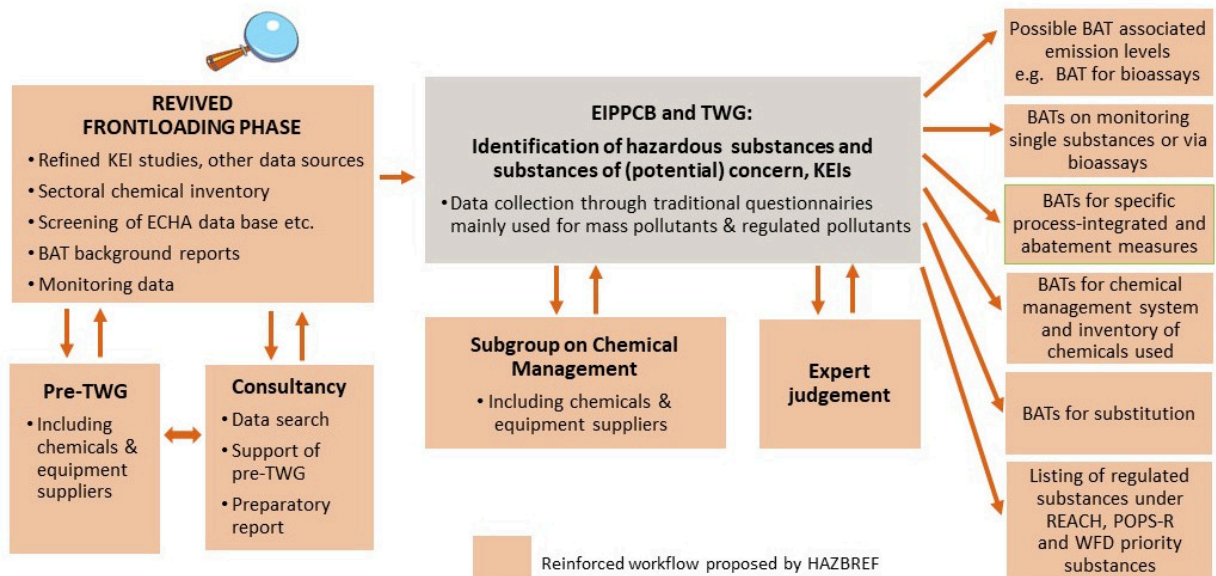 REVIVED
FRONTLOADING PHASE
• Refined KEI studies, other data sources
• Sectoral chemical inventory
• Screening of ECHA data base etc.
• BAT background reports
• Monitoring data
Pre-TWG
• Including
chemicals &
equipment
suppliers
Consultancy
• Data search
• Support of
pre-TWG
• Preparatory
report
EIPPCB and TWG:
Identification of hazardous substances and
substances of (potential) concern, KEIs
• Data collection through traditional questionnairies
mainly used for mass pollutants & regulated pollutants
Subgroup on Chemical
Management
• Including chemicals &
equipment suppliers
Expert
judgement
Possible BAT associated
emission levels
e.g. BAT for bioassays
BATs on monitoring
single substances or via
bioassays
BATs for specific
process-integrated and
abatement measures
BATs for chemical
management system
and inventory of
chemicals used
BATs for substitution
Listing of regulated
substances under
REACH, POPS-R
and WFD priority
substances
Reinforced workflow proposed by HAZBREF